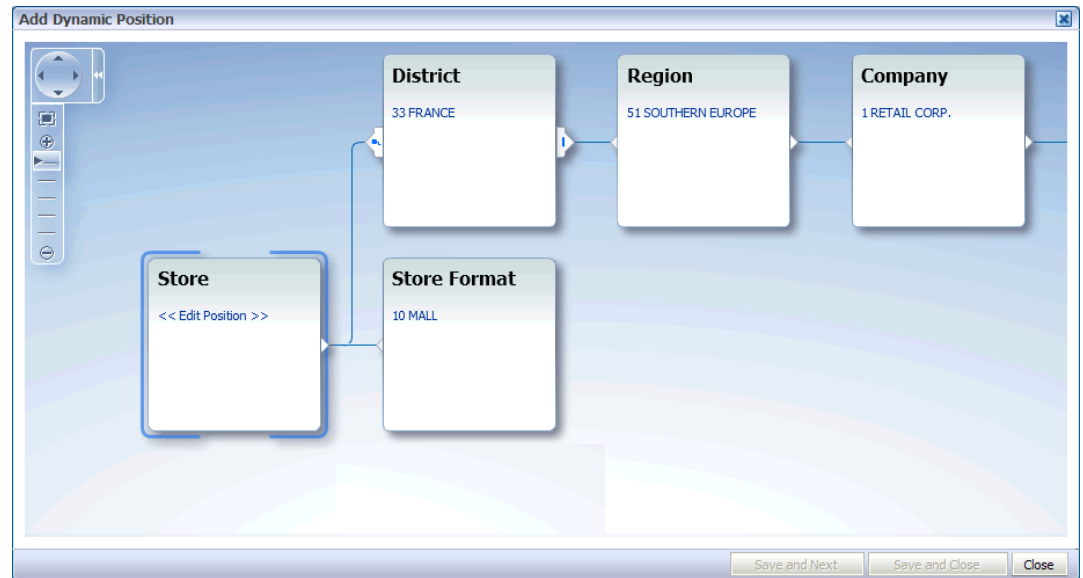 Add Dynamic Position
District
33 FRANCE
Region
51 SOUTHERN EUROPE
Company
1 RETAIL CORP.
Store
<< Edit Position >>
Store Format
10 MALL
Save and Next
Save and Close
Close